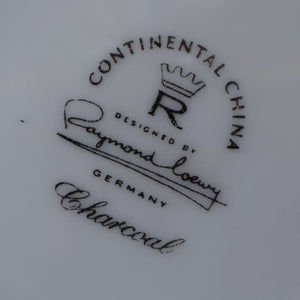 CONTINENTAL CHINA
R
DESIGNED BY
Raymond Loewy
GERMANY
Charcoal